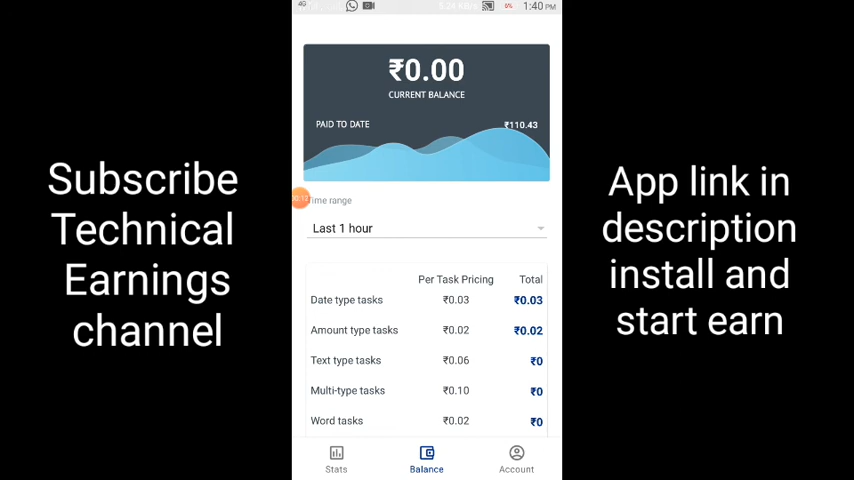 Subscribe
Technical
Earnings
channel
4G 1:40 PM
₹0.00
CURRENT BALANCE
PAID TO DATE ₹110.43
Time range
Last 1 hour
Per Task Pricing Total
Date type tasks ₹0.03 ₹0.03
Amount type tasks ₹0.02 ₹0.02
Text type tasks ₹0.06 ₹0
Multi-type tasks ₹0.10 ₹0
Word tasks ₹0.02 ₹0
Stats Balance Account
App link in
description
install and
start earn